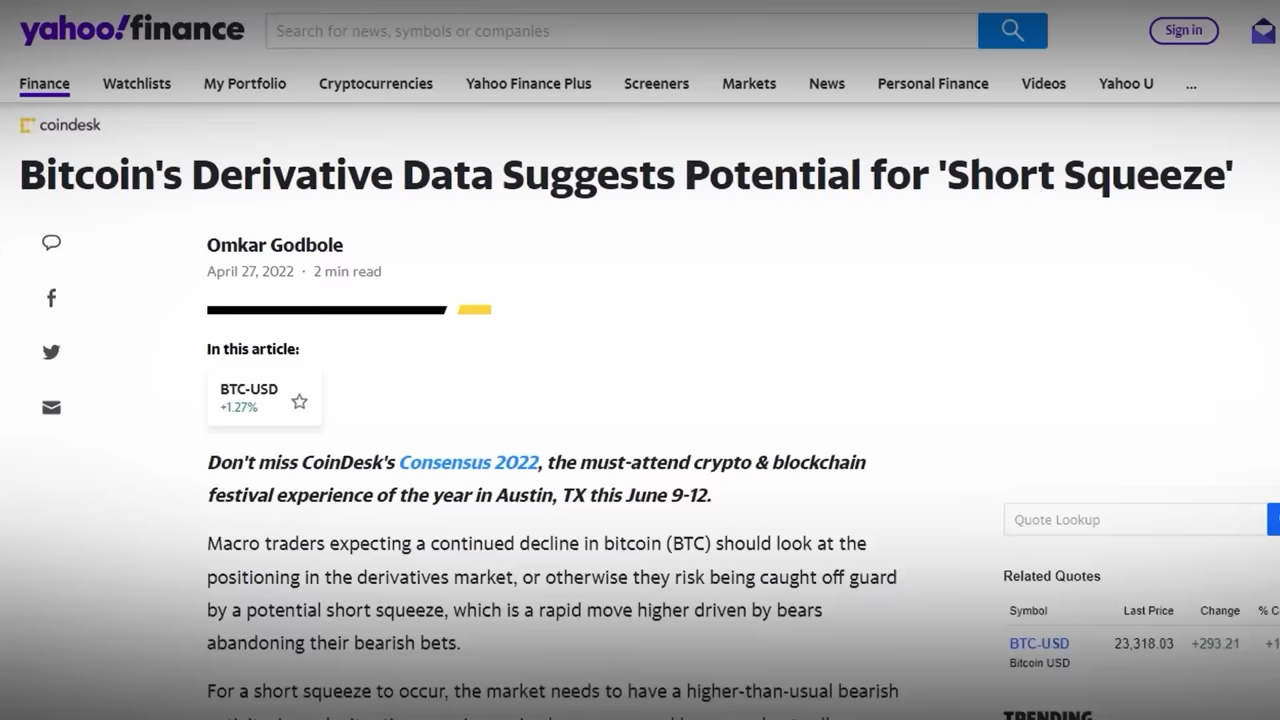 yahoo!finance
Search for news, symbols or companies
Sign in
Finance Watchlists My Portfolio Cryptocurrencies Yahoo Finance Plus Screeners Markets News Personal Finance Videos Yahoo U ...
coindesk
Bitcoin's Derivative Data Suggests Potential for 'Short Squeeze'
Omkar Godbole
April 27, 2022 · 2 min read
In this article:
BTC-USD
+1.27%
Don't miss CoinDesk's Consensus 2022, the must-attend crypto & blockchain
festival experience of the year in Austin, TX this June 9-12.
Macro traders expecting a continued decline in bitcoin (BTC) should look at the
positioning in the derivatives market, or otherwise they risk being caught off guard
by a potential short squeeze, which is a rapid move higher driven by bears
abandoning their bearish bets.
For a short squeeze to occur, the market needs to have a higher-than-usual bearish
Quote Lookup
Related Quotes
Symbol Last Price Change %
BTC-USD 23,318.03 +293.21
Bitcoin USD
TRENDING